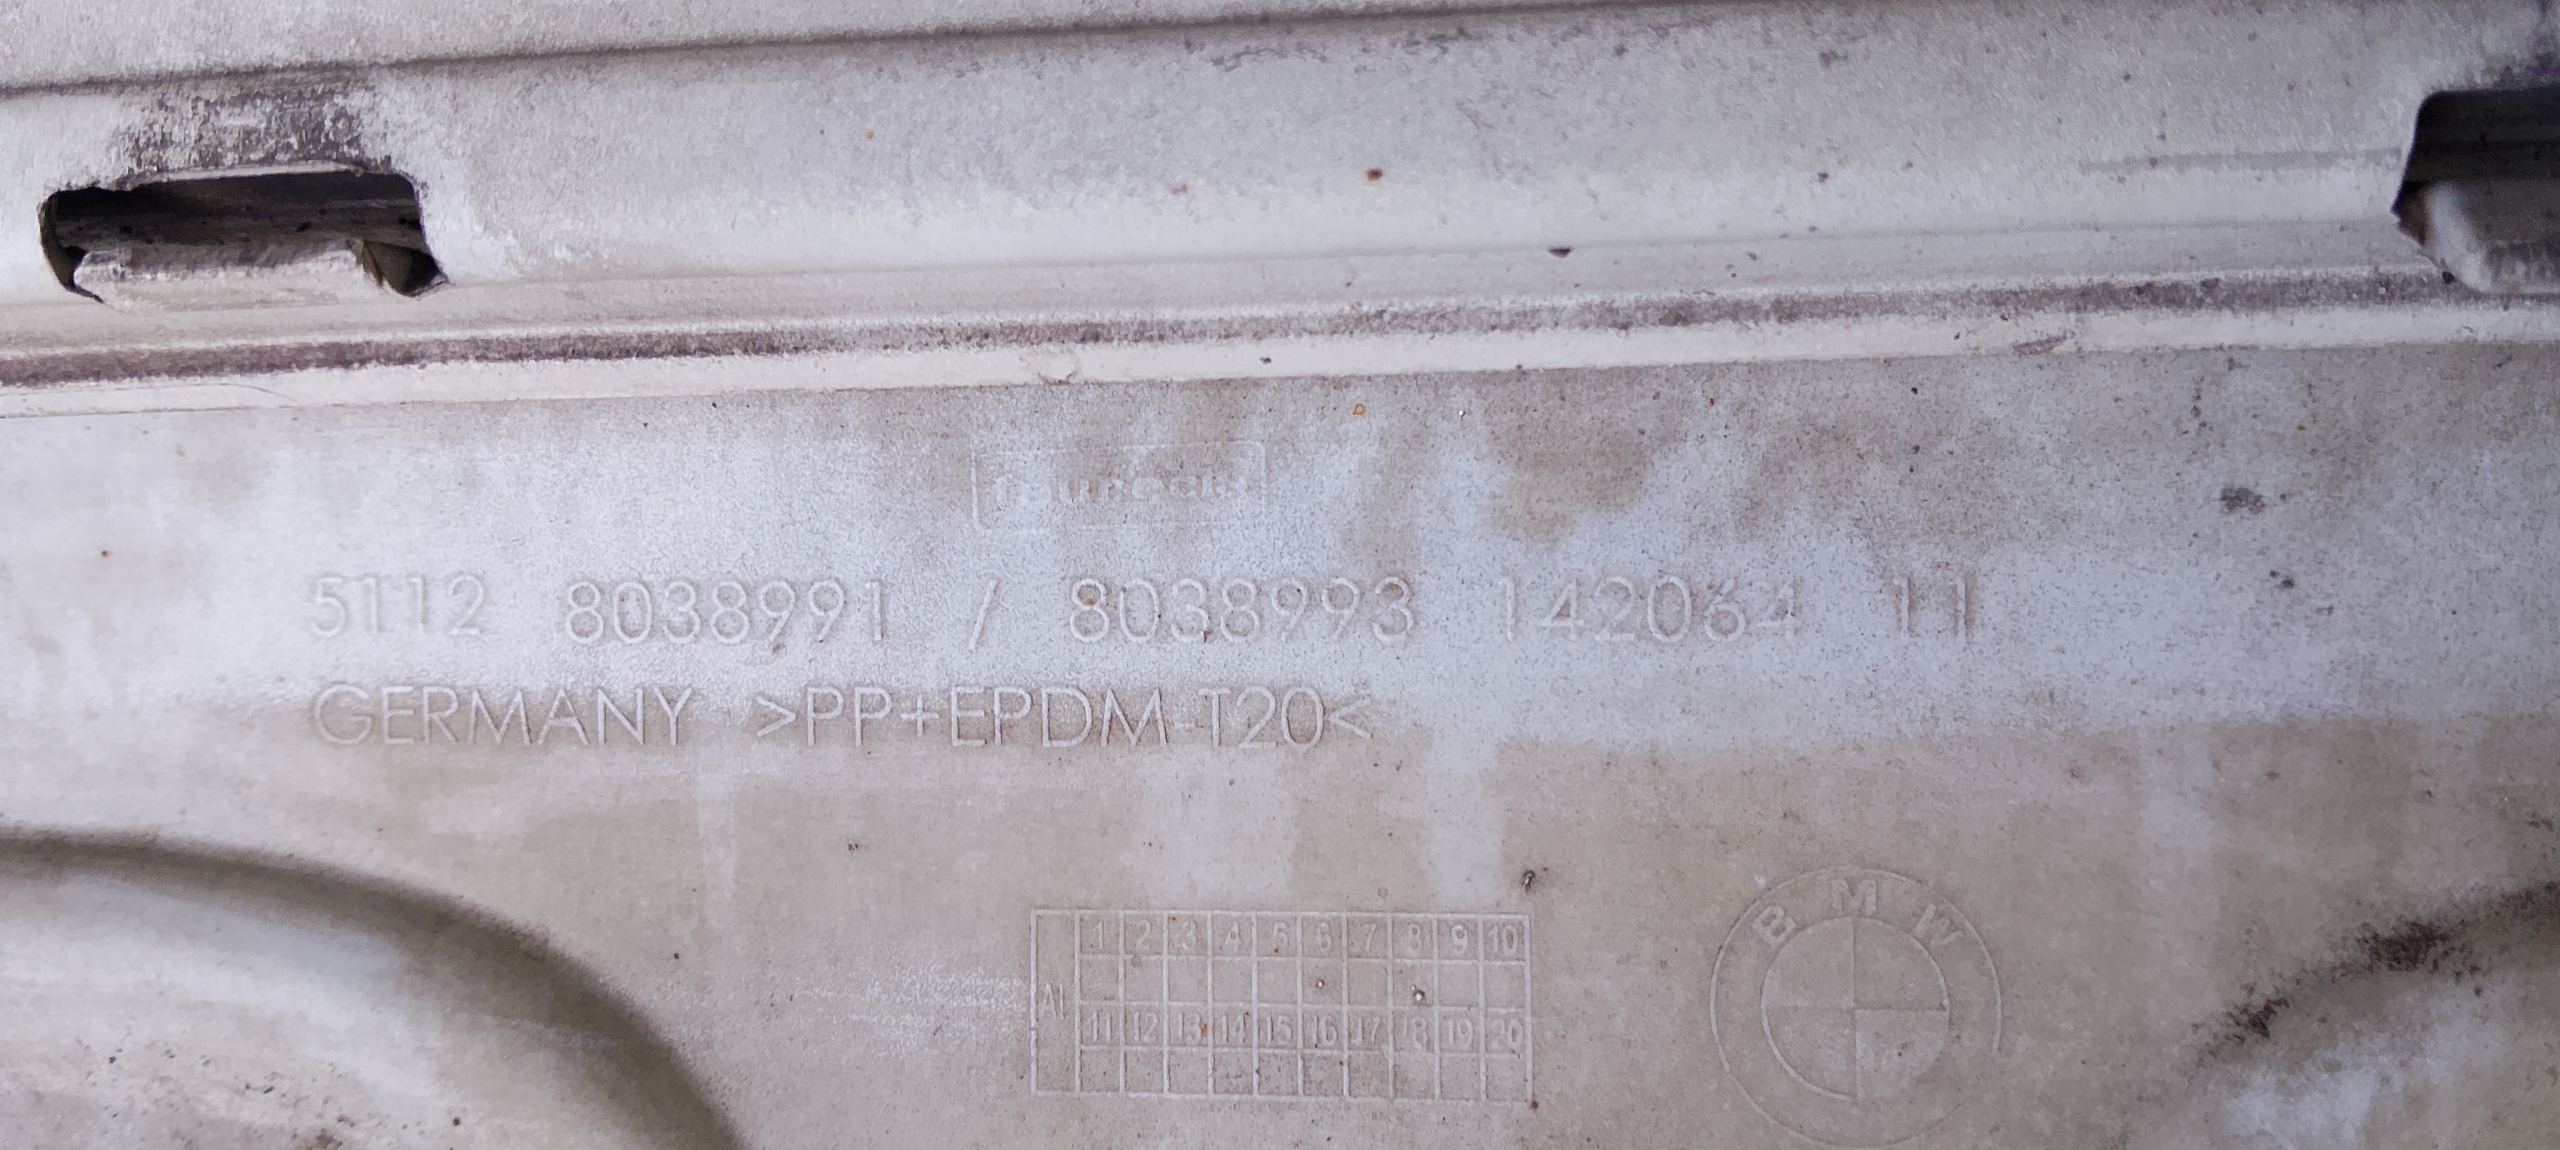 faurecia
5112 8038991 / 8038993 142064 11
GERMANY >PP+EPDM-T20<
AI 1 2 3 4 5 6 7 8 9 10
11 12 13 14 15 16 17 18 19 20
BMW